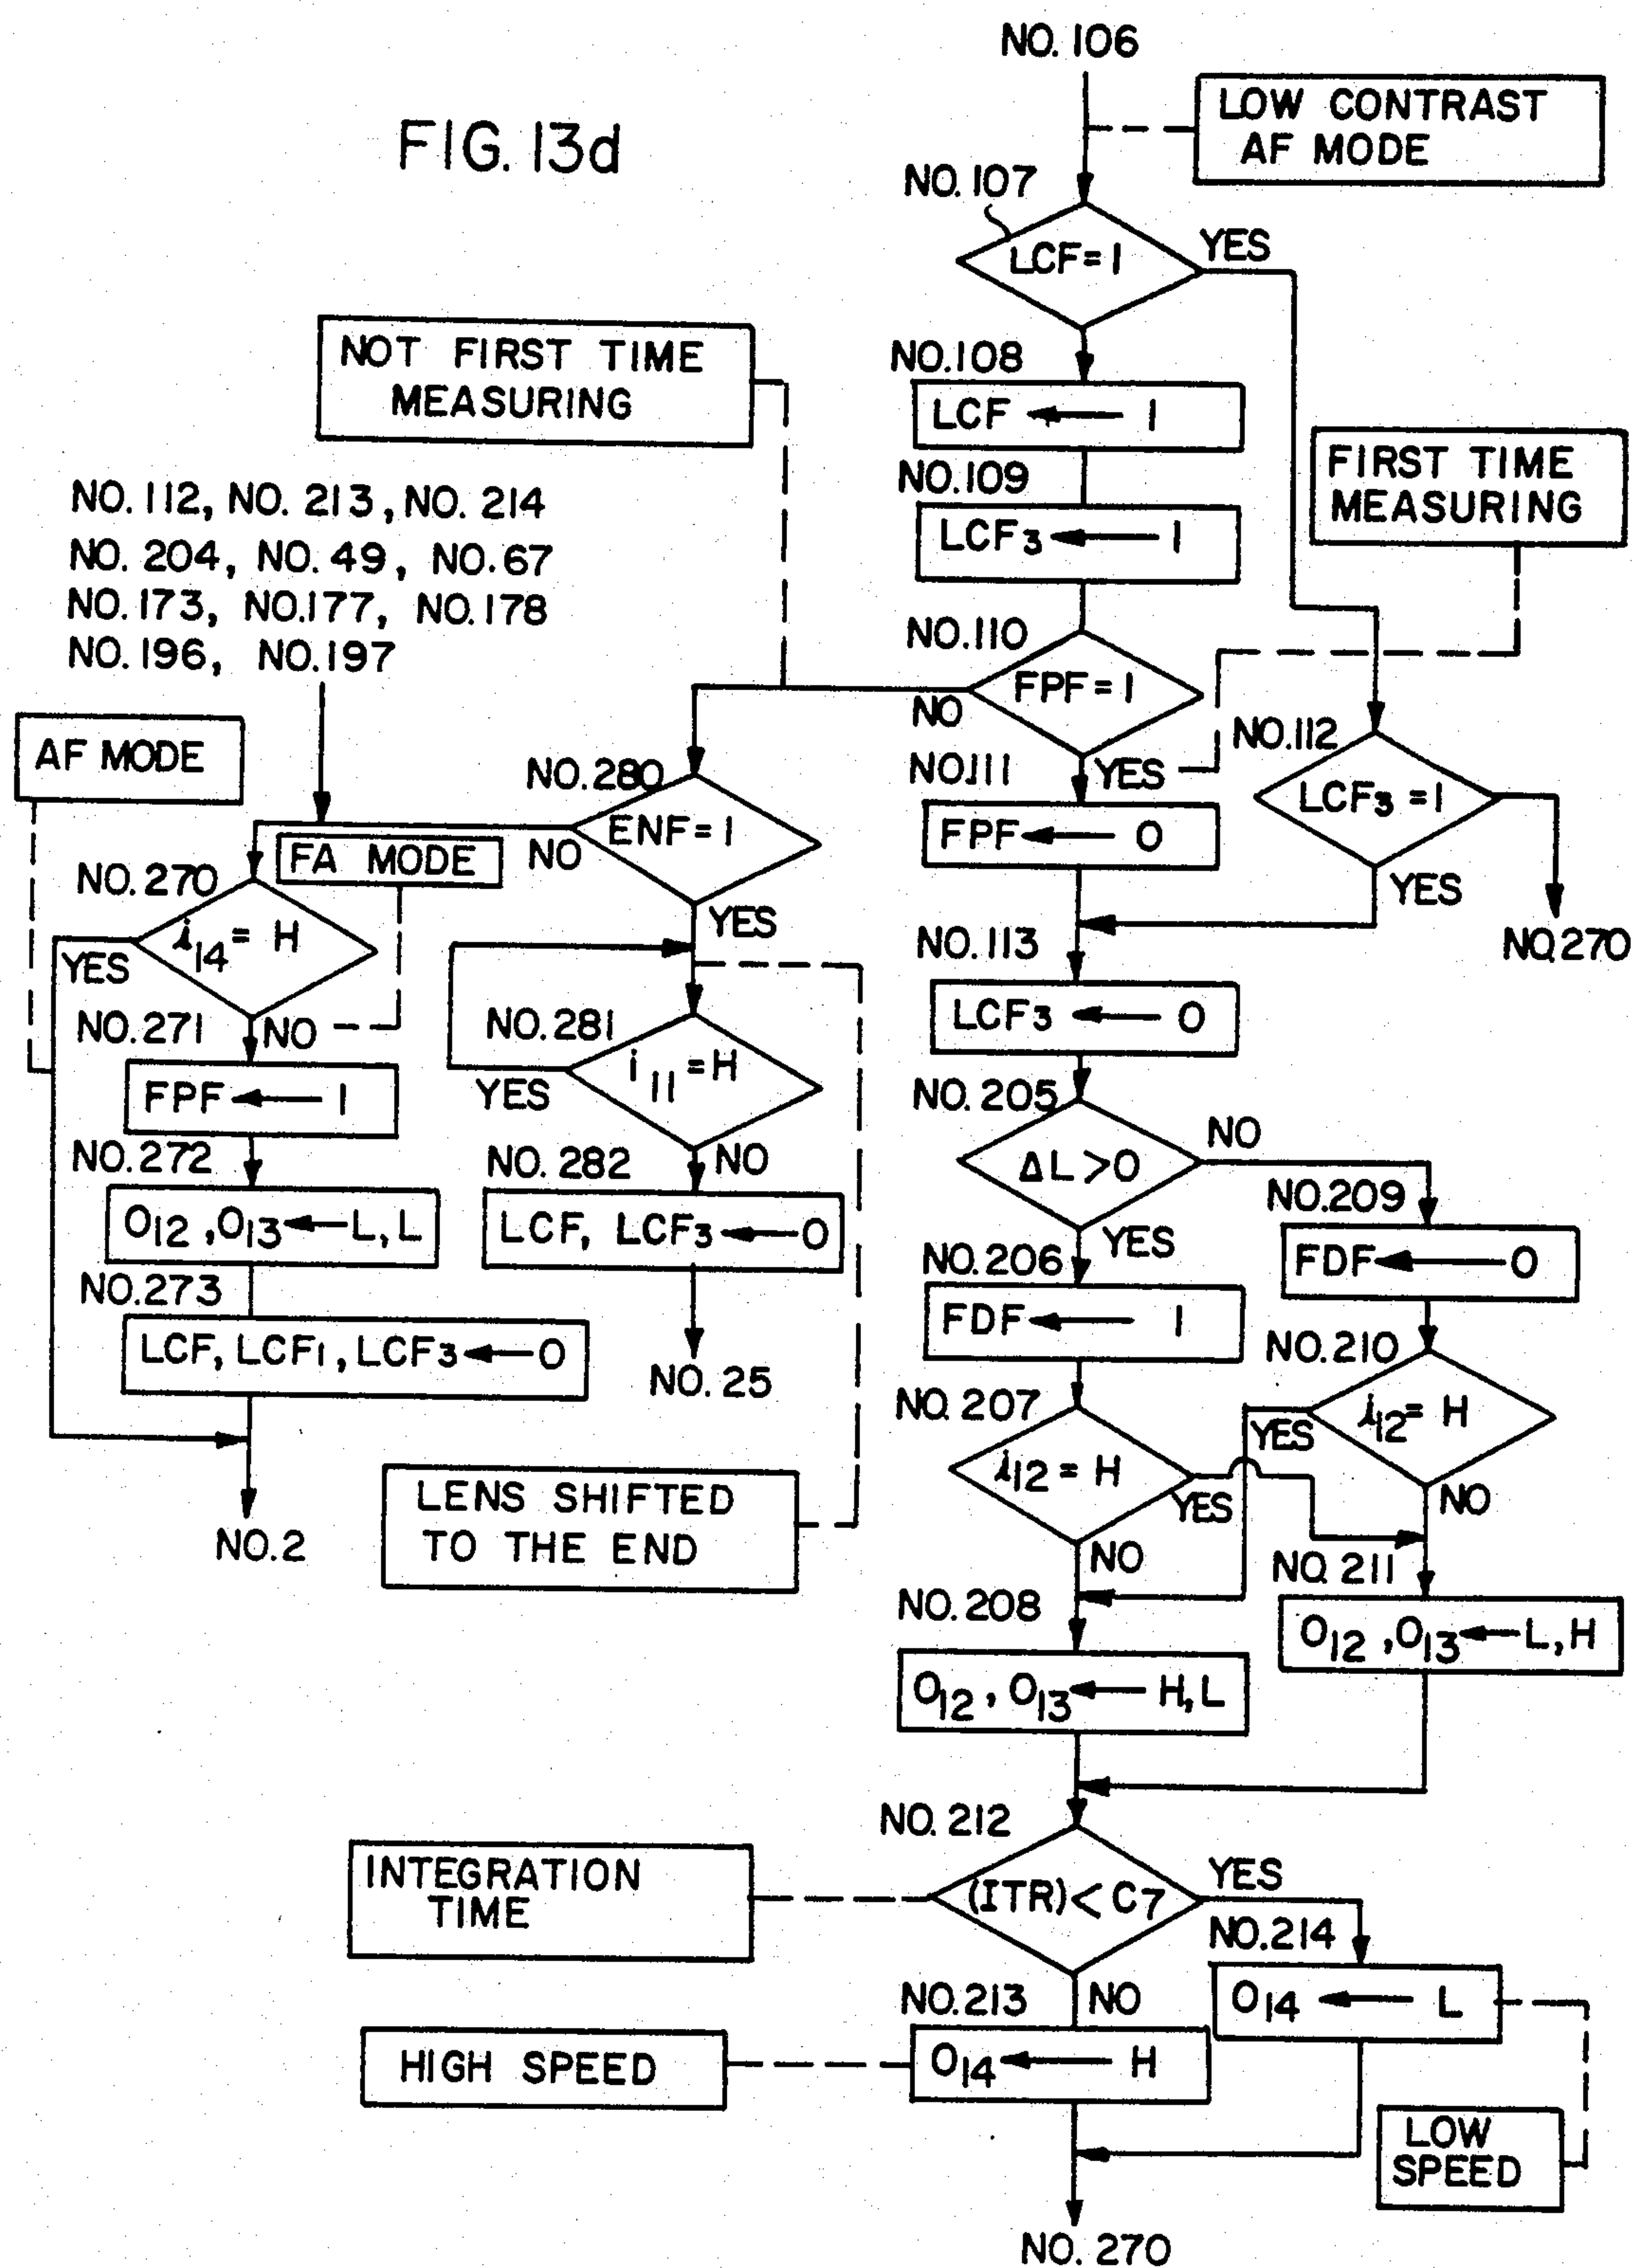 FIG. 13d
NO. 106
LOW CONTRAST
AF MODE
NO. 107
LCF=1
YES
NO.108
LCF ← 1
NO.109
LCF3 ← 1
NOT FIRST TIME
MEASURING
FIRST TIME
MEASURING
NO. 112, NO. 213, NO. 214
NO. 204, NO. 49, NO. 67
NO. 173, NO. 177, NO. 178
NO. 196, NO. 197
NO.110
FPF=1
NO
YES
NO.111
FPF ← 0
NO.112
LCF3 =1
YES
NO.270
AF MODE
NO. 280
ENF=1
NO
YES
FA MODE
NO. 270
i14= H
YES
NO
NO. 271
FPF ← 1
NO. 272
O12 ,O13 ← L, L
NO. 273
LCF, LCF1, LCF3 ← 0
NO. 2
NO. 281
i11 =H
YES
NO
NO. 282
LCF, LCF3 ← 0
NO. 25
LENS SHIFTED
TO THE END
NO. 113
LCF3 ← 0
NO. 205
ΔL >0
NO
YES
NO. 206
FDF ← 1
NO.209
FDF ← 0
NO. 207
i12 = H
YES
NO
NO. 210
i12= H
YES
NO
NO. 208
O12 , O13 ← H, L
NO. 211
O12 ,O13 ← L, H
NO. 212
(ITR) < C7
YES
NO
INTEGRATION
TIME
NO.214
O14 ← L
NO. 213
O14 ← H
HIGH SPEED
LOW
SPEED
NO. 270